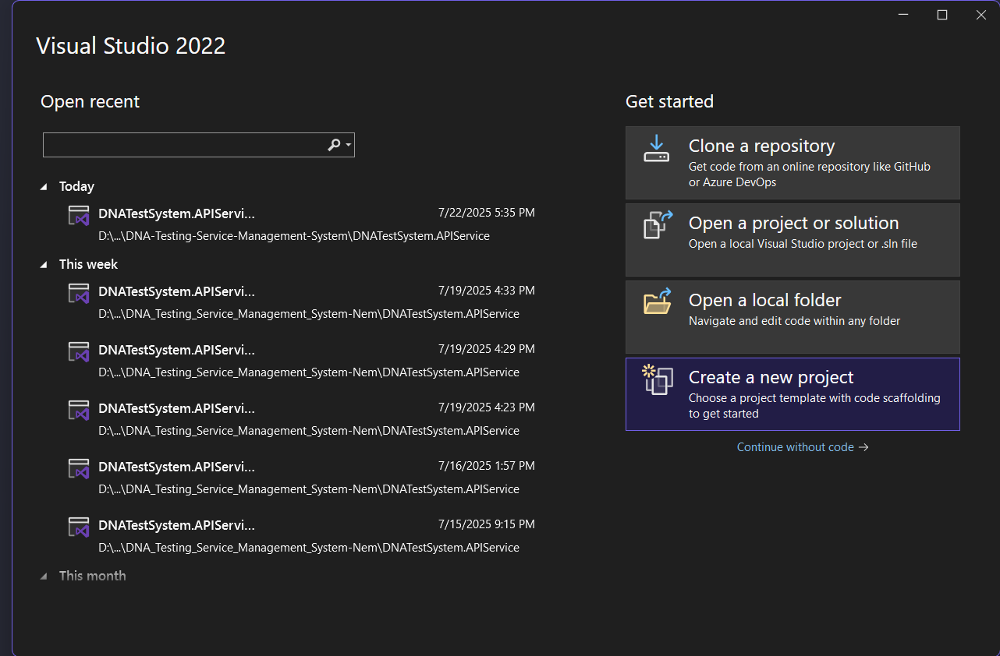 Visual Studio 2022
Open recent
Today
DNATestSystem.APIServi...
7/22/2025 5:35 PM
D:\...\DNA-Testing-Service-Management-System\DNATestSystem.APIService
This week
DNATestSystem.APIServi...
7/19/2025 4:33 PM
D:\...\DNA_Testing_Service_Management_System-Nem\DNATestSystem.APIService
DNATestSystem.APIServi...
7/19/2025 4:29 PM
D:\...\DNA_Testing_Service_Management_System-Nem\DNATestSystem.APIService
DNATestSystem.APIServi...
7/19/2025 4:23 PM
D:\...\DNA_Testing_Service_Management_System-Nem\DNATestSystem.APIService
DNATestSystem.APIServi...
7/16/2025 1:57 PM
D:\...\DNA_Testing_Service_Management_System-Nem\DNATestSystem.APIService
DNATestSystem.APIServi...
7/15/2025 9:15 PM
D:\...\DNA_Testing_Service_Management_System-Nem\DNATestSystem.APIService
This month
Get started
Clone a repository
Get code from an online repository like GitHub
or Azure DevOps
Open a project or solution
Open a local Visual Studio project or .sln file
Open a local folder
Navigate and edit code within any folder
Create a new project
Choose a project template with code scaffolding
to get started
Continue without code →